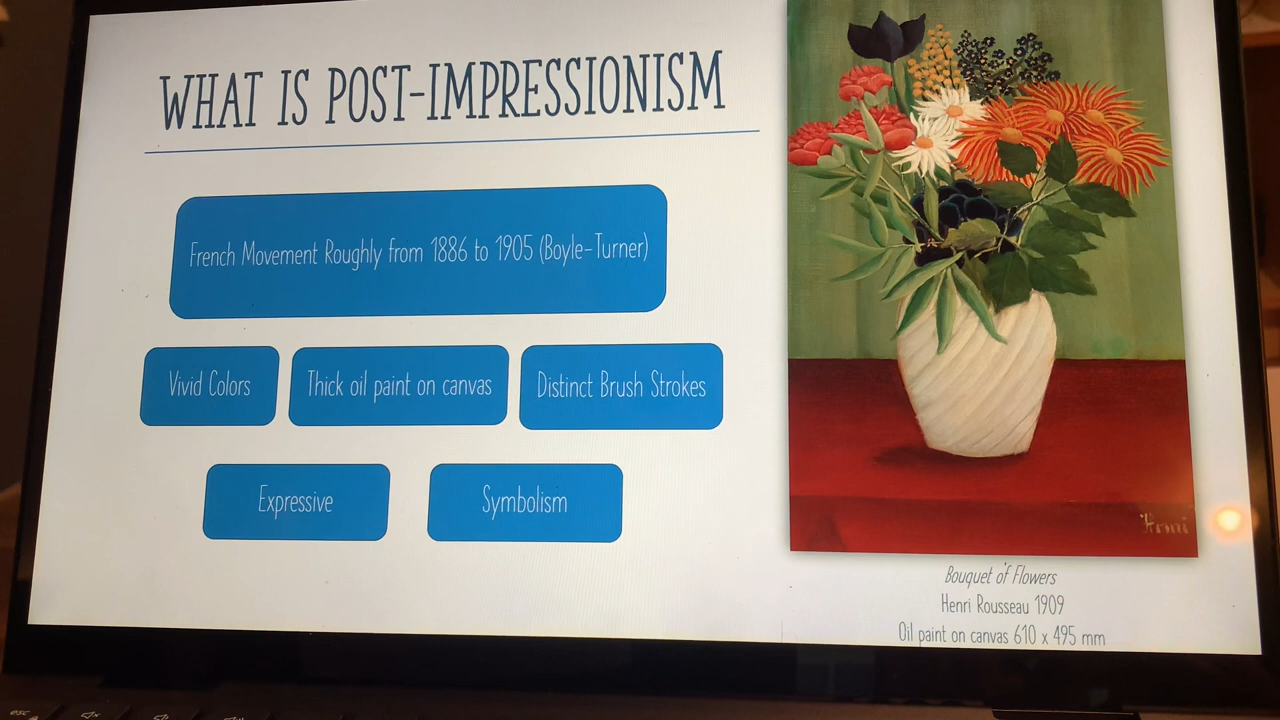 WHAT IS POST-IMPRESSIONISM
French Movement Roughly from 1886 to 1905 (Boyle-Turner)
Vivid Colors
Thick oil paint on canvas
Distinct Brush Strokes
Expressive
Symbolism
Bouquet of Flowers
Henri Rousseau 1909
Oil paint on canvas 610 x 495 mm
esc